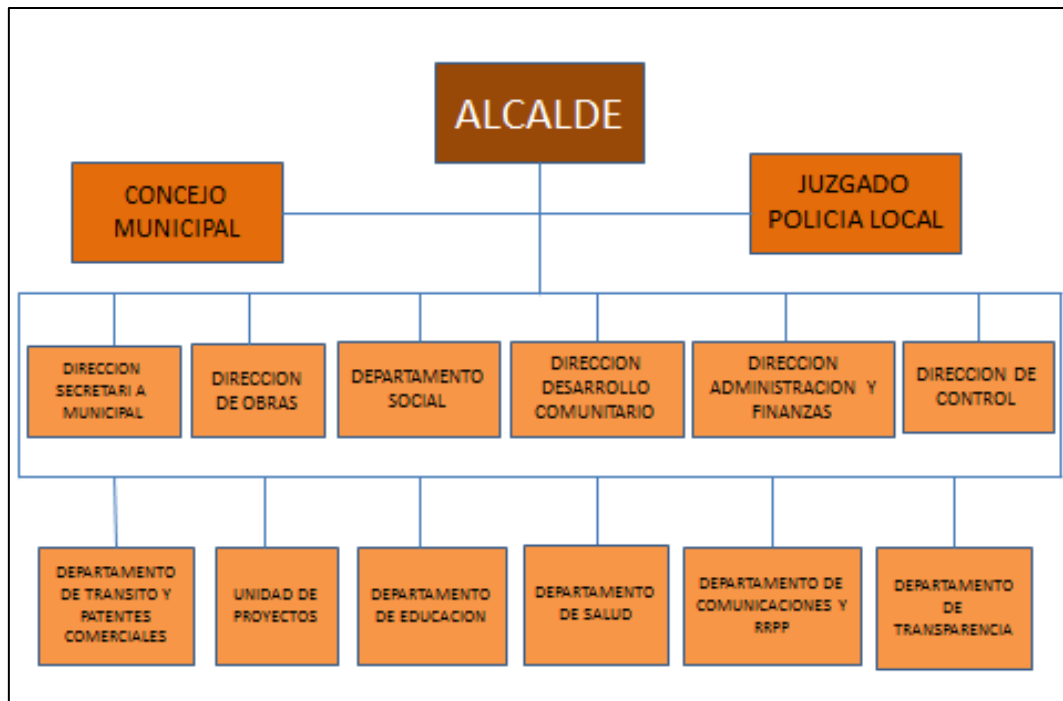 ALCALDE
CONCEJO
MUNICIPAL
JUZGADO
POLICIA LOCAL
DIRECCION
SECRETARI A
MUNICIPAL
DIRECCION
DE OBRAS
DEPARTAMENTO
SOCIAL
DIRECCION
DESARROLLO
COMUNITARIO
DIRECCION
ADMINISTRACION Y
FINANZAS
DIRECCION DE
CONTROL
DEPARTAMENTO
DE TRANSITO Y
PATENTES
COMERCIALES
UNIDAD DE
PROYECTOS
DEPARTAMENTO
DE EDUCACION
DEPARTAMENTO
DE SALUD
DEPARTAMENTO DE
COMUNICACIONES Y
RRPP
DEPARTAMENTO
DE
TRANSPARENCIA